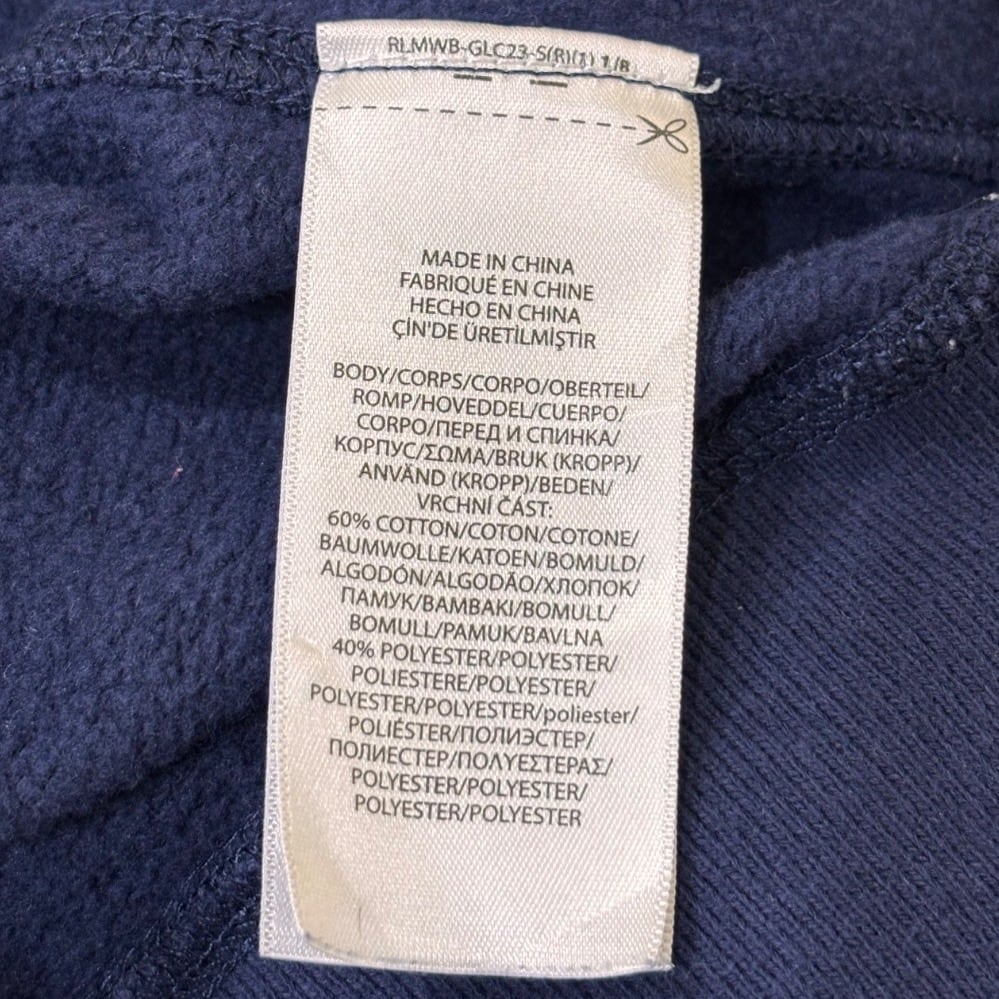 RLMWB-GLC23-S(R)(1) 1/8
MADE IN CHINA
FABRIQUÉ EN CHINE
HECHO EN CHINA
ÇİN'DE ÜRETİLMİŞTİR
BODY/CORPS/CORPO/OBERTEIL/
ROMP/HOVEDDEL/CUERPO/
CORPO/ПЕРЕД И СПИНКА/
КОРПУС/ΣΩΜΑ/BRUK (KROPP)/
ANVÄND (KROPP)/BEDEN/
VRCHNÍ ČÁST:
60% COTTON/COTON/COTONE/
BAUMWOLLE/KATOEN/BOMULD/
ALGODÓN/ALGODÃO/ХЛОПОК/
ПАМУК/ΒΑΜΒΑΚΙ/BOMULL/
BOMULL/PAMUK/BAVLNA
40% POLYESTER/POLYESTER/
POLIESTERE/POLYESTER/
POLYESTER/POLYESTER/poliester/
POLIÉSTER/ПОЛИЭСТЕР/
ПОЛИЕСТЕР/ΠΟΛΥΕΣΤΕΡΑΣ/
POLYESTER/POLYESTER/
POLYESTER/POLYESTER